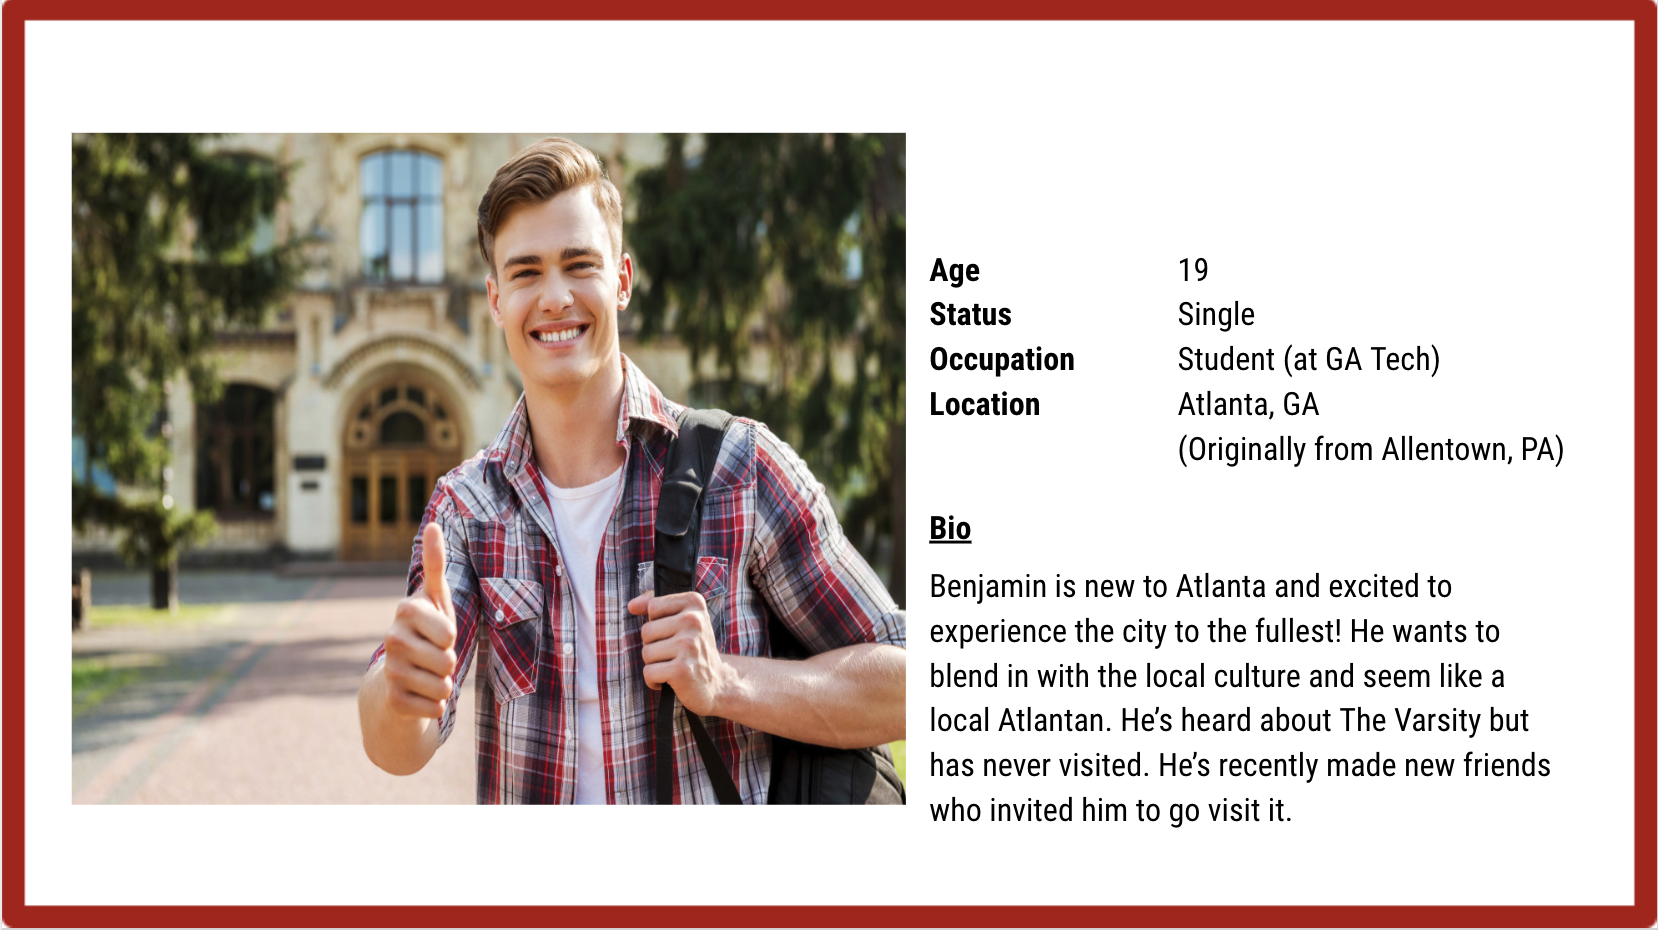 Age 19
Status Single
Occupation Student (at GA Tech)
Location Atlanta, GA
(Originally from Allentown, PA)
Bio
Benjamin is new to Atlanta and excited to
experience the city to the fullest! He wants to
blend in with the local culture and seem like a
local Atlantan. He’s heard about The Varsity but
has never visited. He’s recently made new friends
who invited him to go visit it.